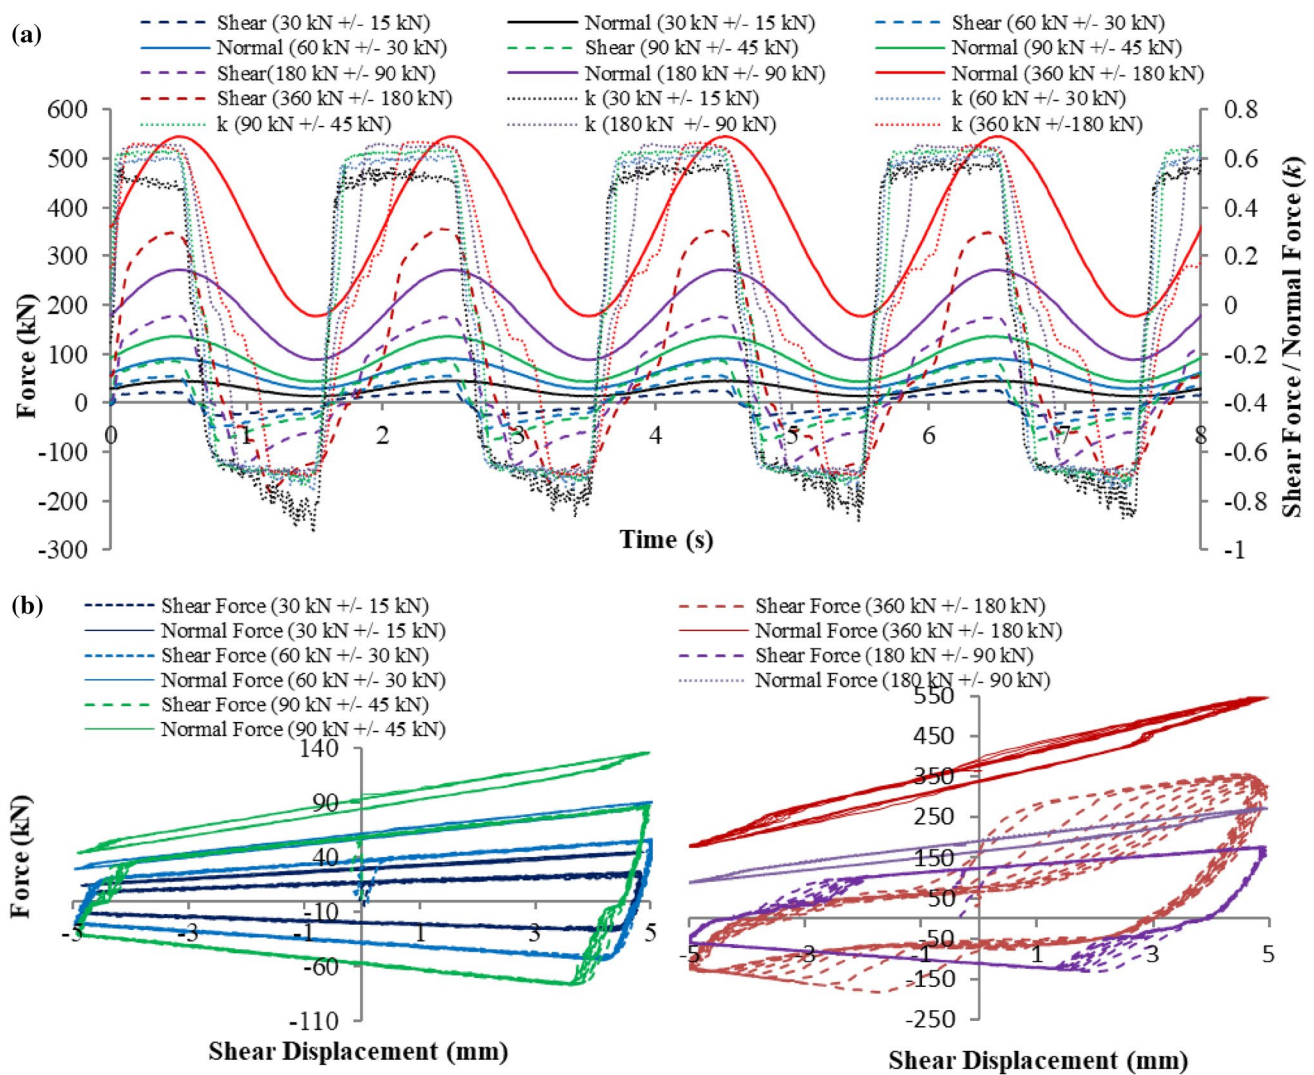 (a)
Shear (30 kN +/- 15 kN) Normal (30 kN +/- 15 kN) Shear (60 kN +/- 30 kN)
Normal (60 kN +/- 30 kN) Shear (90 kN +/- 45 kN) Normal (90 kN +/- 45 kN)
Shear(180 kN +/- 90 kN) Normal (180 kN +/- 90 kN) Normal (360 kN +/- 180 kN)
Shear (360 kN +/- 180 kN) k (30 kN +/- 15 kN) k (60 kN +/- 30 kN)
k (90 kN +/- 45 kN) k (180 kN +/- 90 kN) k (360 kN +/-180 kN)
600
500
400
300
200
100
0
-100
-200
-300
Force (kN)
0 1 2 3 4 5 6 7 8
Time (s)
0.8
0.6
0.4
0.2
0
-0.2
-0.4
-0.6
-0.8
-1
Shear Force / Normal Force (k)
(b)
Shear Force (30 kN +/- 15 kN)
Normal Force (30 kN +/- 15 kN)
Shear Force (60 kN +/- 30 kN)
Normal Force (60 kN +/- 30 kN)
Shear Force (90 kN +/- 45 kN)
Normal Force (90 kN +/- 45 kN)
140
90
40
-10
-60
-110
Force (kN)
-5 -3 -1 1 3 5
Shear Displacement (mm)
Shear Force (360 kN +/- 180 kN)
Normal Force (360 kN +/- 180 kN)
Shear Force (180 kN +/- 90 kN)
Normal Force (180 kN +/- 90 kN)
550
450
350
250
150
50
-50
-150
-250
-5 -3 -1 1 3 5
Shear Displacement (mm)